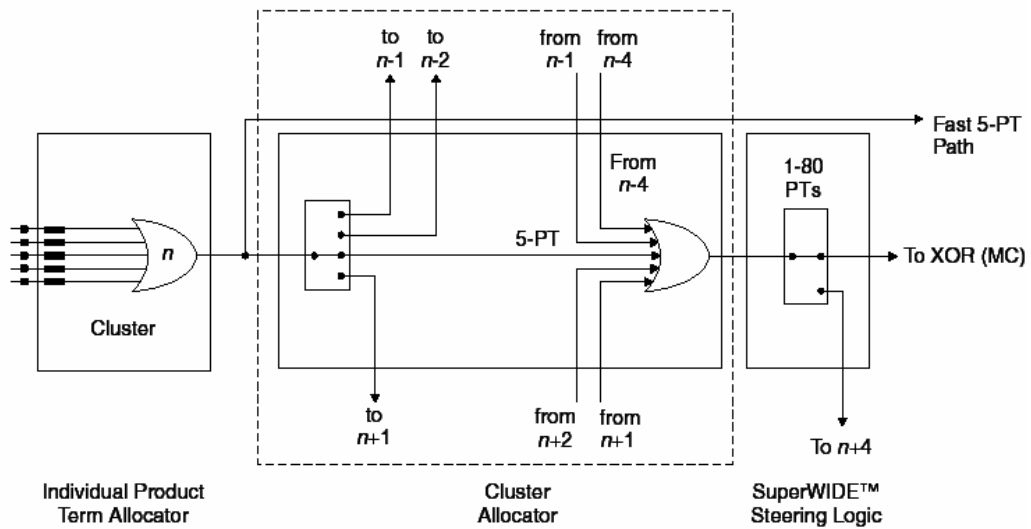 to
n-1
to
n-2
from
n-1
from
n-4
Fast 5-PT
Path
From
n-4
1-80
PTs
n
5-PT
To XOR (MC)
Cluster
to
n+1
from
n+2
from
n+1
To n+4
Individual Product
Term Allocator
Cluster
Allocator
SuperWIDE™
Steering Logic